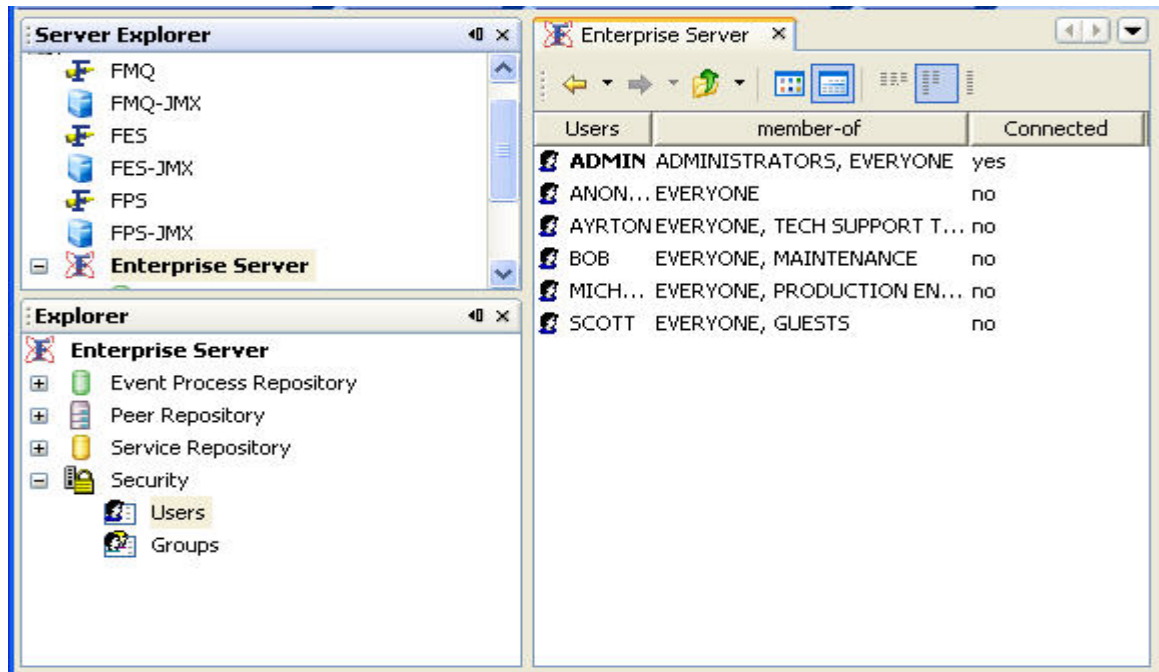 Server Explorer
FMQ
FMQ-JMX
FES
FES-JMX
FPS
FPS-JMX
Enterprise Server
Explorer
Enterprise Server
Event Process Repository
Peer Repository
Service Repository
Security
Users
Groups
Enterprise Server
Users member-of Connected
ADMIN ADMINISTRATORS, EVERYONE yes
ANON... EVERYONE no
AYRTON EVERYONE, TECH SUPPORT T... no
BOB EVERYONE, MAINTENANCE no
MICH... EVERYONE, PRODUCTION EN... no
SCOTT EVERYONE, GUESTS no